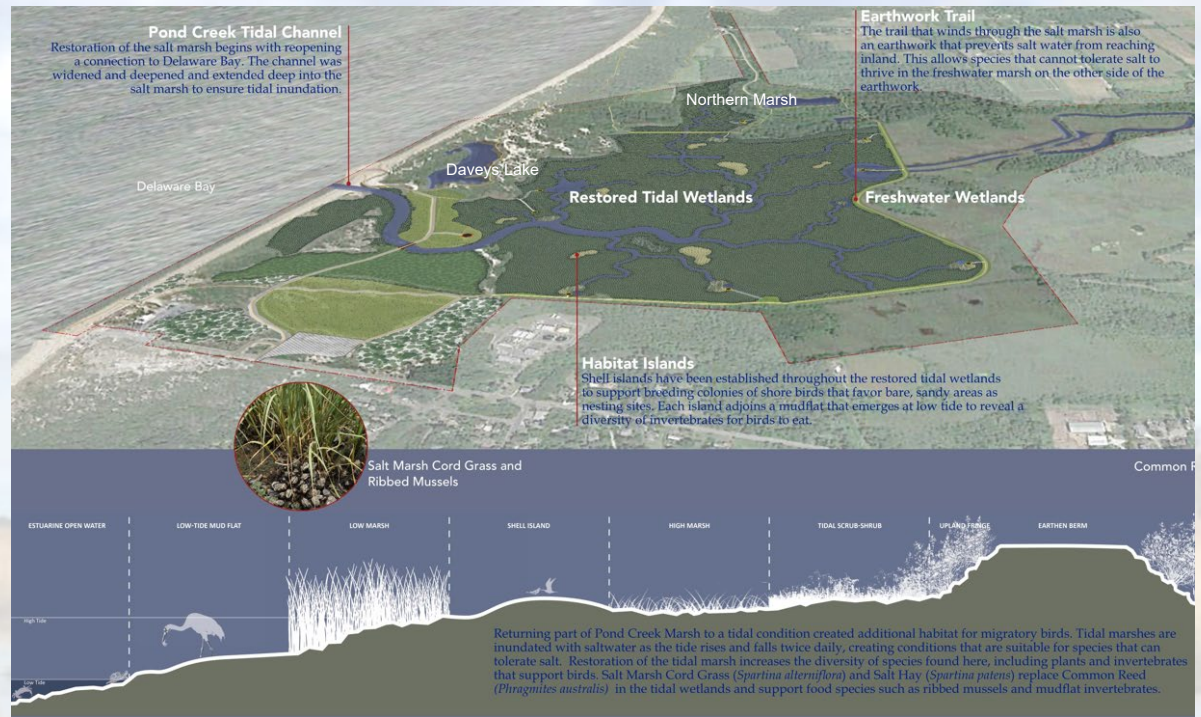 Pond Creek Tidal Channel
Restoration of the salt marsh begins with reopening
a connection to Delaware Bay. The channel was
widened and deepened and extended deep into the
salt marsh to ensure tidal inundation.
Earthwork Trail
The trail that winds through the salt marsh is also
an earthwork that prevents salt water from reaching
inland. This allows species that cannot tolerate salt to
thrive in the freshwater marsh on the other side of the
earthwork.
Northern Marsh
Daveys Lake
Delaware Bay
Restored Tidal Wetlands
Freshwater Wetlands
Habitat Islands
Shell islands have been established throughout the restored tidal wetlands
to support breeding colonies of shore birds that favor bare, sandy areas as
nesting sites. Each island adjoins a mudflat that emerges at low tide to reveal a
diversity of invertebrates for birds to eat.
Salt Marsh Cord Grass and
Ribbed Mussels
Common R
ESTUARINE OPEN WATER
LOW-TIDE MUD FLAT
LOW MARSH
SHELL ISLAND
HIGH MARSH
TIDAL SCRUB-SHRUB
UPLAND FRINGE
EARTHEN BERM
High Tide
Low Tide
Returning part of Pond Creek Marsh to a tidal condition created additional habitat for migratory birds. Tidal marshes are
inundated with saltwater as the tide rises and falls twice daily, creating conditions that are suitable for species that can
tolerate salt. Restoration of the tidal marsh increases the diversity of species found here, including plants and invertebrates
that support birds. Salt Marsh Cord Grass (Spartina alterniflora) and Salt Hay (Spartina patens) replace Common Reed
(Phragmites australis) in the tidal wetlands and support food species such as ribbed mussels and mudflat invertebrates.